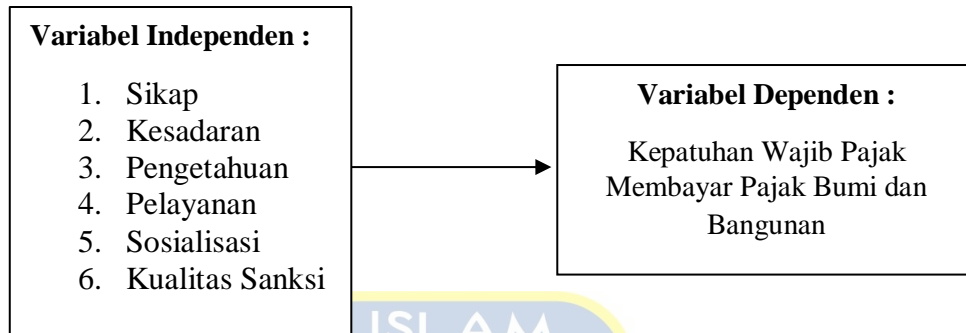 Variabel Independen :
1. Sikap
2. Kesadaran
3. Pengetahuan
4. Pelayanan
5. Sosialisasi
6. Kualitas Sanksi
Variabel Dependen :
Kepatuhan Wajib Pajak
Membayar Pajak Bumi dan
Bangunan
ISLAM